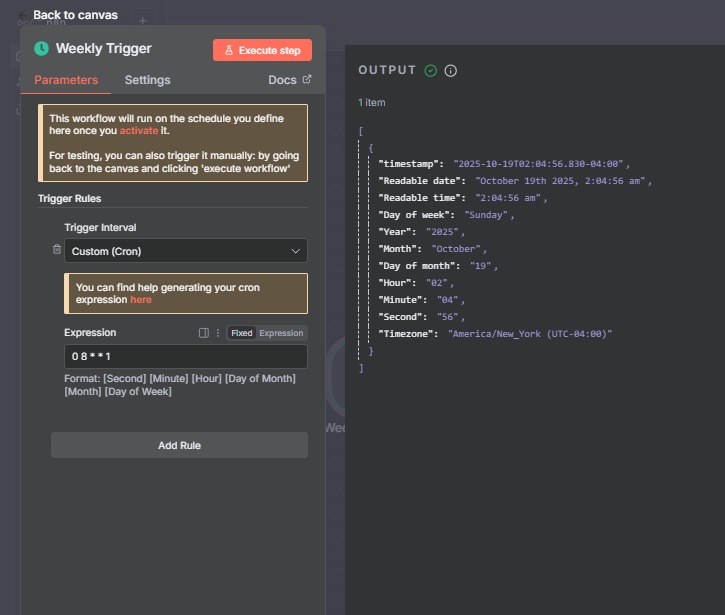 Back to canvas
Weekly Trigger
Execute step
Parameters
Settings
Docs
This workflow will run on the schedule you define
here once you activate it.
For testing, you can also trigger it manually: by going
back to the canvas and clicking 'execute workflow'
Trigger Rules
Trigger Interval
Custom (Cron)
You can find help generating your cron
expression here
Expression
Fixed
Expression
0 8 * * 1
Format: [Second] [Minute] [Hour] [Day of Month]
[Month] [Day of Week]
Add Rule
Wee
OUTPUT
1 item
[
{
"timestamp": "2025-10-19T02:04:56.830-04:00",
"Readable date": "October 19th 2025, 2:04:56 am",
"Readable time": "2:04:56 am",
"Day of week": "Sunday",
"Year": "2025",
"Month": "October",
"Day of month": "19",
"Hour": "02",
"Minute": "04",
"Second": "56",
"Timezone": "America/New_York (UTC-04:00)"
}
]